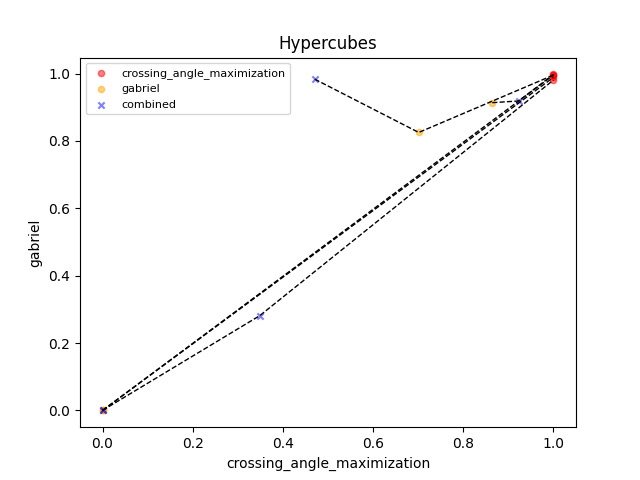 Hypercubes
crossing_angle_maximization
gabriel
combined
1.0
0.8
0.6
0.4
0.2
0.0
gabriel
0.0 0.2 0.4 0.6 0.8 1.0
crossing_angle_maximization